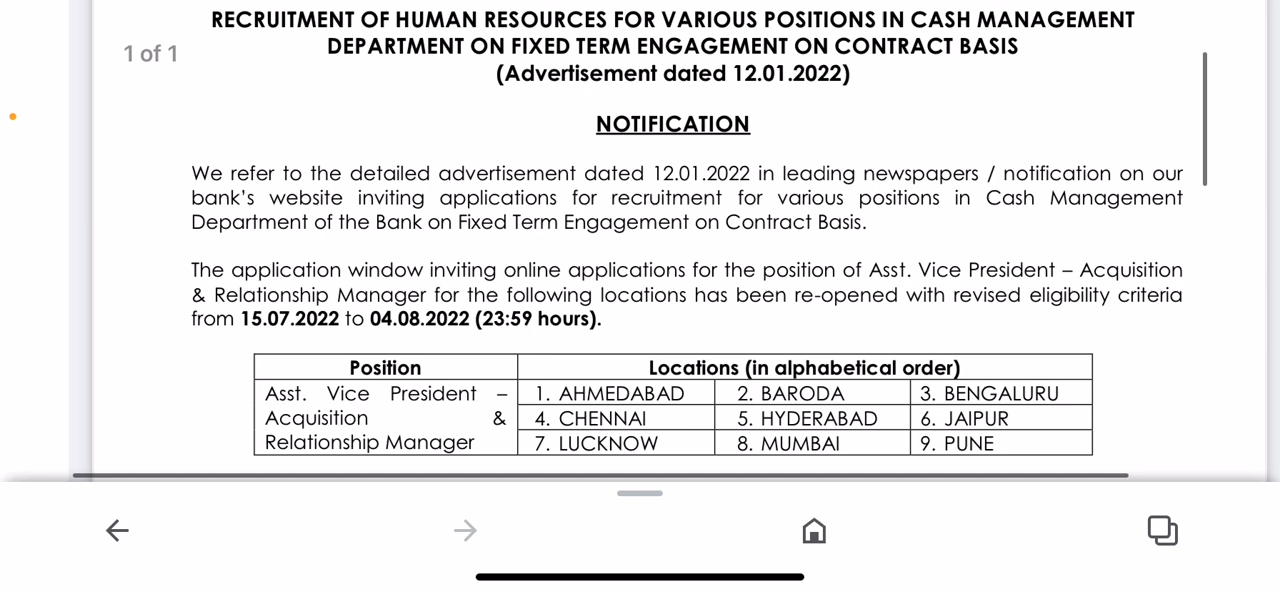 RECRUITMENT OF HUMAN RESOURCES FOR VARIOUS POSITIONS IN CASH MANAGEMENT
1 of 1
DEPARTMENT ON FIXED TERM ENGAGEMENT ON CONTRACT BASIS
(Advertisement dated 12.01.2022)
NOTIFICATION
We refer to the detailed advertisement dated 12.01.2022 in leading newspapers / notification on our
bank's website inviting applications for recruitment for various positions in Cash Management
Department of the Bank on Fixed Term Engagement on Contract Basis.
The application window inviting online applications for the position of Asst. Vice President – Acquisition
& Relationship Manager for the following locations has been re-opened with revised eligibility criteria
from 15.07.2022 to 04.08.2022 (23:59 hours).
Position Locations (in alphabetical order)
Asst. Vice President – 1. AHMEDABAD 2. BARODA 3. BENGALURU
Acquisition & 4. CHENNAI 5. HYDERABAD 6. JAIPUR
Relationship Manager 7. LUCKNOW 8. MUMBAI 9. PUNE